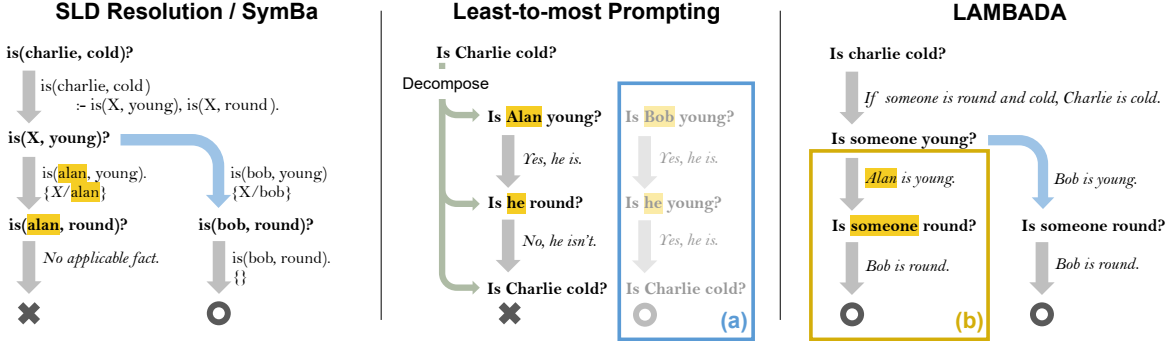 SLD Resolution / SymBa
is(charlie, cold)?
is(charlie, cold)
:- is(X, young), is(X, round).
is(X, young)?
is(alan, young).
{X/alan}
is(bob, young)
{X/bob}
is(alan, round)?
is(bob, round)?
No applicable fact.
is(bob, round).
{}
Least-to-most Prompting
Is Charlie cold?
Decompose
Is Alan young?
Is Bob young?
Yes, he is.
Yes, he is.
Is he round?
Is he young?
No, he isn't.
Yes, he is.
Is Charlie cold?
Is Charlie cold?
(a)
LAMBADA
Is charlie cold?
If someone is round and cold, Charlie is cold.
Is someone young?
Alan is young.
Bob is young.
Is someone round?
Is someone round?
Bob is round.
Bob is round.
(b)